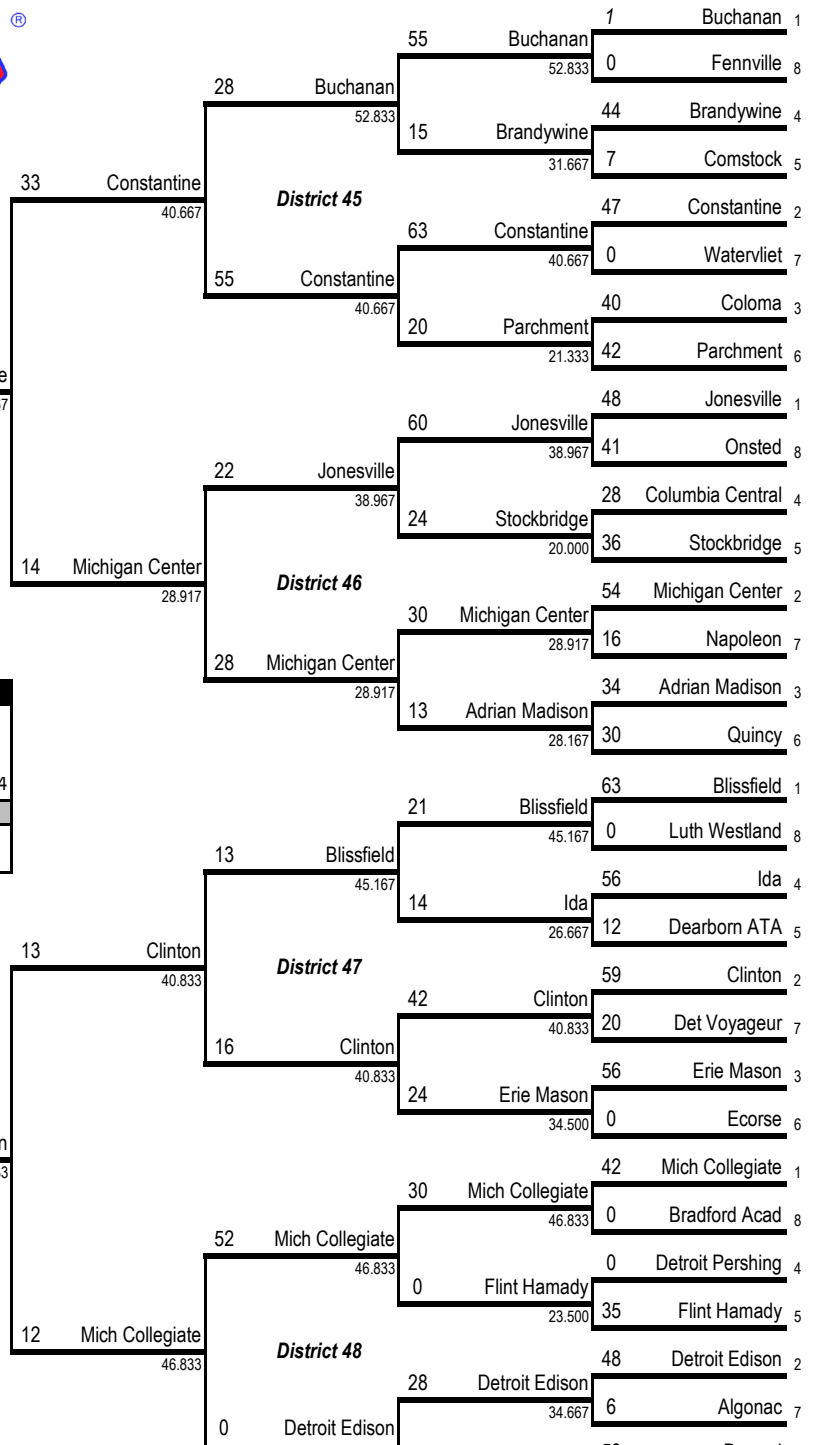 ®
1 Buchanan 1
55 Buchanan
52.833 0 Fennville 8
28 Buchanan
52.833 44 Brandywine 4
15 Brandywine
31.667 7 Comstock 5
33 Constantine
40.667 District 45
47 Constantine 2
63 Constantine
40.667 0 Watervliet 7
55 Constantine
40.667 40 Coloma 3
20 Parchment
21.333 42 Parchment 6
48 Jonesville 1
60 Jonesville
38.967 41 Onsted 8
22 Jonesville
38.967 28 Columbia Central 4
24 Stockbridge
20.000 36 Stockbridge 5
14 Michigan Center
28.917 District 46
54 Michigan Center 2
30 Michigan Center
28.917 16 Napoleon 7
28 Michigan Center
28.917 34 Adrian Madison 3
13 Adrian Madison
28.167 30 Quincy 6
63 Blissfield 1
21 Blissfield
45.167 0 Luth Westland 8
13 Blissfield
45.167 56 Ida 4
14 Ida
26.667 12 Dearborn ATA 5
13 Clinton
40.833 District 47
59 Clinton 2
42 Clinton
40.833 20 Det Voyageur 7
16 Clinton
40.833 56 Erie Mason 3
24 Erie Mason
34.500 0 Ecorse 6
42 Mich Collegiate 1
30 Mich Collegiate
46.833 0 Bradford Acad 8
52 Mich Collegiate
46.833 0 Detroit Pershing 4
0 Flint Hamady
23.500 35 Flint Hamady 5
12 Mich Collegiate
46.833 District 48
48 Detroit Edison 2
28 Detroit Edison
34.667 6 Algonac 7
0 Detroit Edison